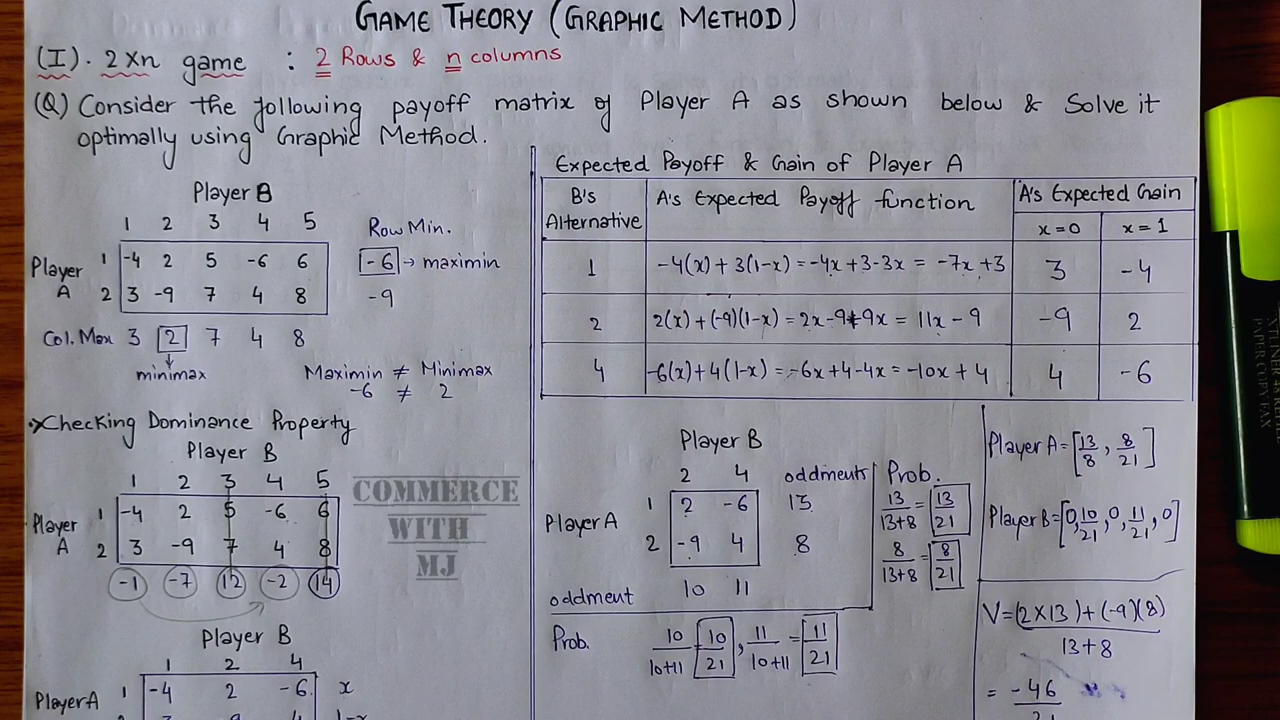 GAME THEORY (GRAPHIC METHOD)
(I). 2xn game : 2 Rows & n columns
(Q) Consider the following payoff matrix of Player A as shown below & Solve it
optimally using Graphic Method.
Player B
1 2 3 4 5 Row Min.
Player A 1 -4 2 5 -6 6 -6 → maximin
2 3 -9 7 4 8 -9
Col. Max 3 2 7 4 8
minimax
Maximin ≠ Minimax
-6 ≠ 2
Checking Dominance Property
Player B
1 2 3 4 5
Player A 1 -4 2 5 -6 6
2 3 -9 7 4 8
-1 -7 12 -2 14
Player B
1 2 4
Player A 1 -4 2 -6 x
COMMERCE
WITH
MJ
Expected Payoff & Gain of Player A
B's Alternative A's Expected Payoff function A's Expected Gain
x=0 x=1
1 -4(x)+3(1-x)=-4x+3-3x = -7x+3 3 -4
2 2(x)+(-9)(1-x)=2x-9+9x = 11x-9 -9 2
4 -6(x)+4(1-x)=-6x+4-4x=-10x+4 4 -6
Player B
2 4 oddments Prob.
Player A 1 2 -6 13 13/13+8 = 13/21
2 -9 4 8 8/13+8 = 8/21
oddment 10 11
Prob. 10/10+11 = 10/21, 11/10+11 = 11/21
Player A = [13/8, 8/21]
Player B=[0,10/21,0,11/21,0]
V=(2x13)+(-9)(8)
13+8
= -46